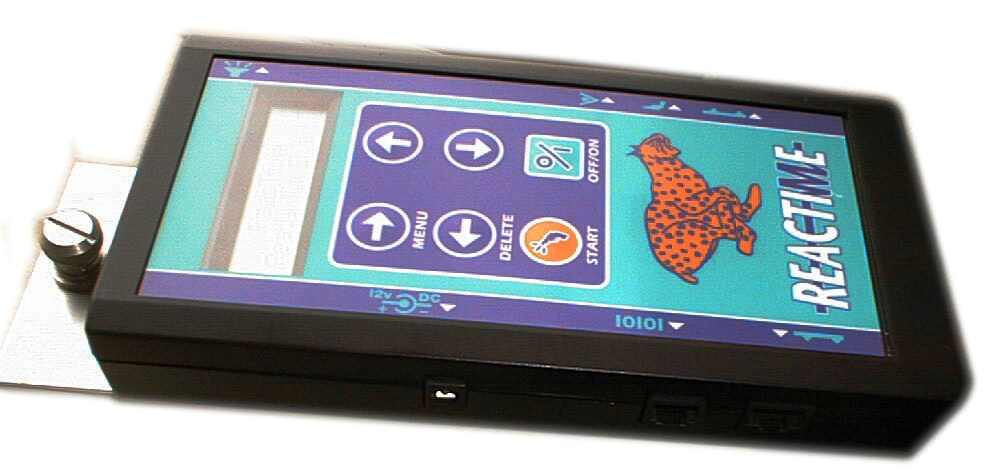 MENU
DELETE
START
OFF/ON
REACTIME
12v DC
+ -
IOIOI